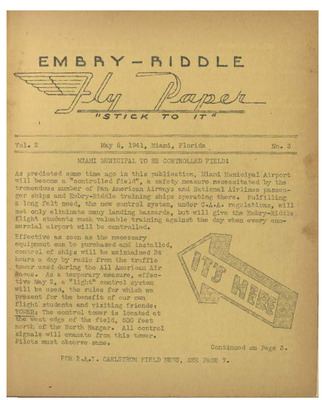 EMBRY-RIDDLE
Fly Paper
"STICK TO IT"
Vol. 2 May 8, 1941, Miami, Florida No. 3
MIAMI MUNICIPAL TO BE CONTROLLED FIELD!
As predicted some time ago in this publication, Miami Municipal Airport
will become a "controlled field", a safety measure necessitated by the
tremendous number of Pan American Airways and National Airlines passen-
ger ships and Embry-Riddle training ships operating there. Fulfilling
a long felt need, the new control system, under C.A.A. regulations, will
not only eliminate many landing hazards, but will give the Embry-Riddle
flight students much valuable training against the day when every com-
mercial airport will be controlled.
Effective as soon as the necessary
equipment can be purchased and installed,
control of ships will be maintained 24
hours a day by radio from the traffic
tower used during the All American Air
Races. As a temporary measure, effec-
tive May 2, a "light" control system
will be used, the rules for which we
present for the benefit of our own
flight students and visiting friends.
TOWER: The control tower is located at
the west edge of the field, 500 feet
north of the North Hangar. All control
signals will emanate from this tower.
Pilots must observe same.
IT'S HERE
Continued on Page 3.
FOR R.A.I. CARLSTROM FIELD NEWS, SEE PAGE 7.